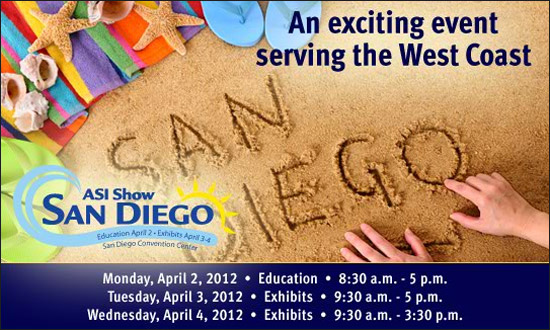 An exciting event
serving the West Coast
SAN
DIEGO
ASI Show
SAN DIEGO
Education April 2 • Exhibits April 3-4
San Diego Convention Center
Monday, April 2, 2012 • Education • 8:30 a.m. - 5 p.m.
Tuesday, April 3, 2012 • Exhibits • 9:30 a.m. - 5 p.m.
Wednesday, April 4, 2012 • Exhibits • 9:30 a.m. - 3:30 p.m.